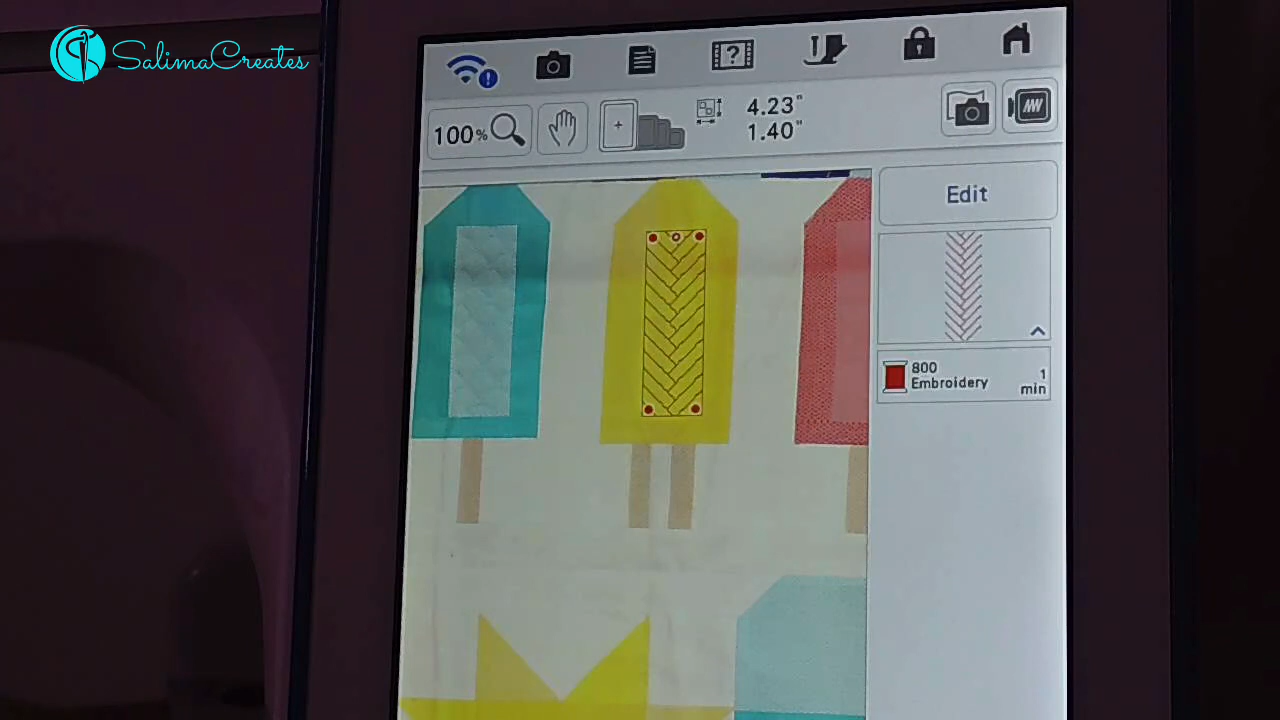 SalimaCreates
100%
4.23"
1.40"
?
Edit
800
Embroidery
1
min